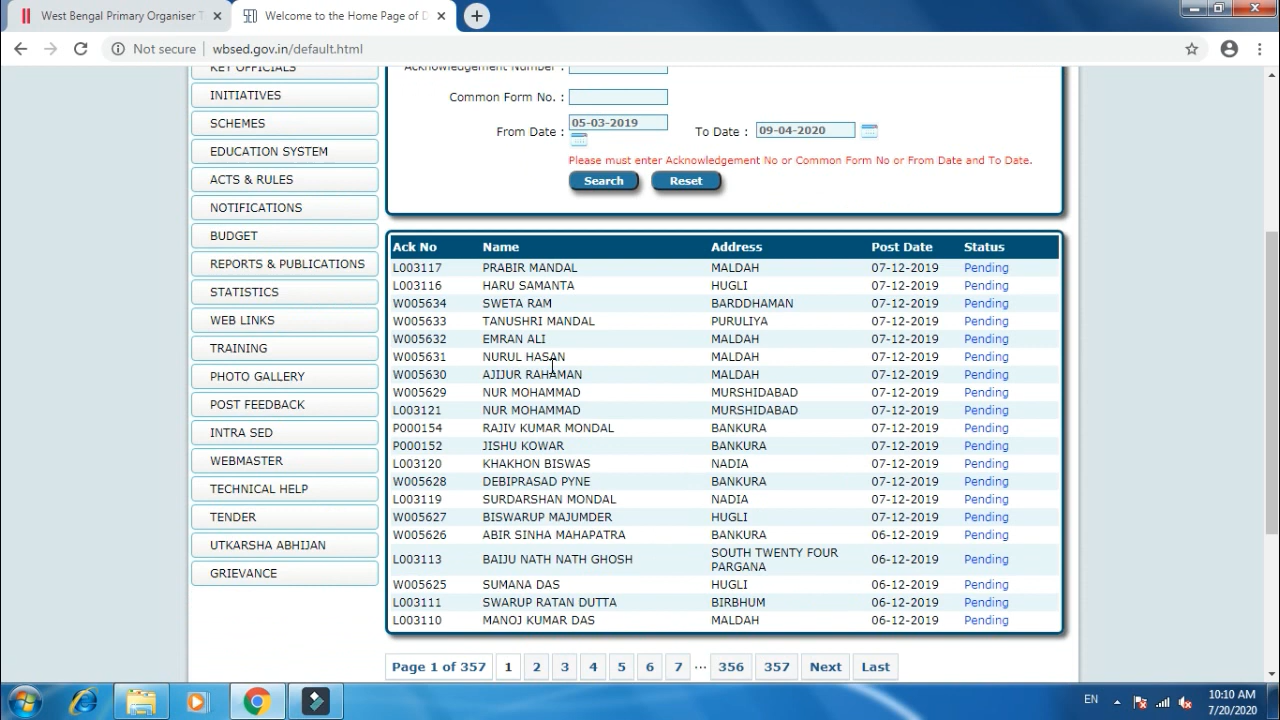 West Bengal Primary Organiser T
Welcome to the Home Page of D
Not secure
wbsed.gov.in/default.html
KEY OFFICIALS
INITIATIVES
SCHEMES
EDUCATION SYSTEM
ACTS & RULES
NOTIFICATIONS
BUDGET
REPORTS & PUBLICATIONS
STATISTICS
WEB LINKS
TRAINING
PHOTO GALLERY
POST FEEDBACK
INTRA SED
WEBMASTER
TECHNICAL HELP
TENDER
UTKARSHA ABHIJAN
GRIEVANCE
Acknowledgement Number :
Common Form No. :
From Date : 05-03-2019 To Date : 09-04-2020
Please must enter Acknowledgement No or Common Form No or From Date and To Date.
Search Reset
Ack No Name Address Post Date Status
L003117 PRABIR MANDAL MALDAH 07-12-2019 Pending
L003116 HARU SAMANTA HUGLI 07-12-2019 Pending
W005634 SWETA RAM BARDDHAMAN 07-12-2019 Pending
W005633 TANUSHRI MANDAL PURULIYA 07-12-2019 Pending
W005632 EMRAN ALI MALDAH 07-12-2019 Pending
W005631 NURUL HASAN MALDAH 07-12-2019 Pending
W005630 AJIJUR RAHAMAN MALDAH 07-12-2019 Pending
W005629 NUR MOHAMMAD MURSHIDABAD 07-12-2019 Pending
L003121 NUR MOHAMMAD MURSHIDABAD 07-12-2019 Pending
P000154 RAJIV KUMAR MONDAL BANKURA 07-12-2019 Pending
P000152 JISHU KOWAR BANKURA 07-12-2019 Pending
L003120 KHAKHON BISWAS NADIA 07-12-2019 Pending
W005628 DEBIPRASAD PYNE BANKURA 07-12-2019 Pending
L003119 SURDARSHAN MONDAL NADIA 07-12-2019 Pending
W005627 BISWARUP MAJUMDER HUGLI 07-12-2019 Pending
W005626 ABIR SINHA MAHAPATRA BANKURA 06-12-2019 Pending
L003113 BAIJU NATH NATH GHOSH SOUTH TWENTY FOUR PARGANA 06-12-2019 Pending
W005625 SUMANA DAS HUGLI 06-12-2019 Pending
L003111 SWARUP RATAN DUTTA BIRBHUM 06-12-2019 Pending
L003110 MANOJ KUMAR DAS MALDAH 06-12-2019 Pending
Page 1 of 357 1 2 3 4 5 6 7 ... 356 357 Next Last
EN
10:10 AM
7/20/2020